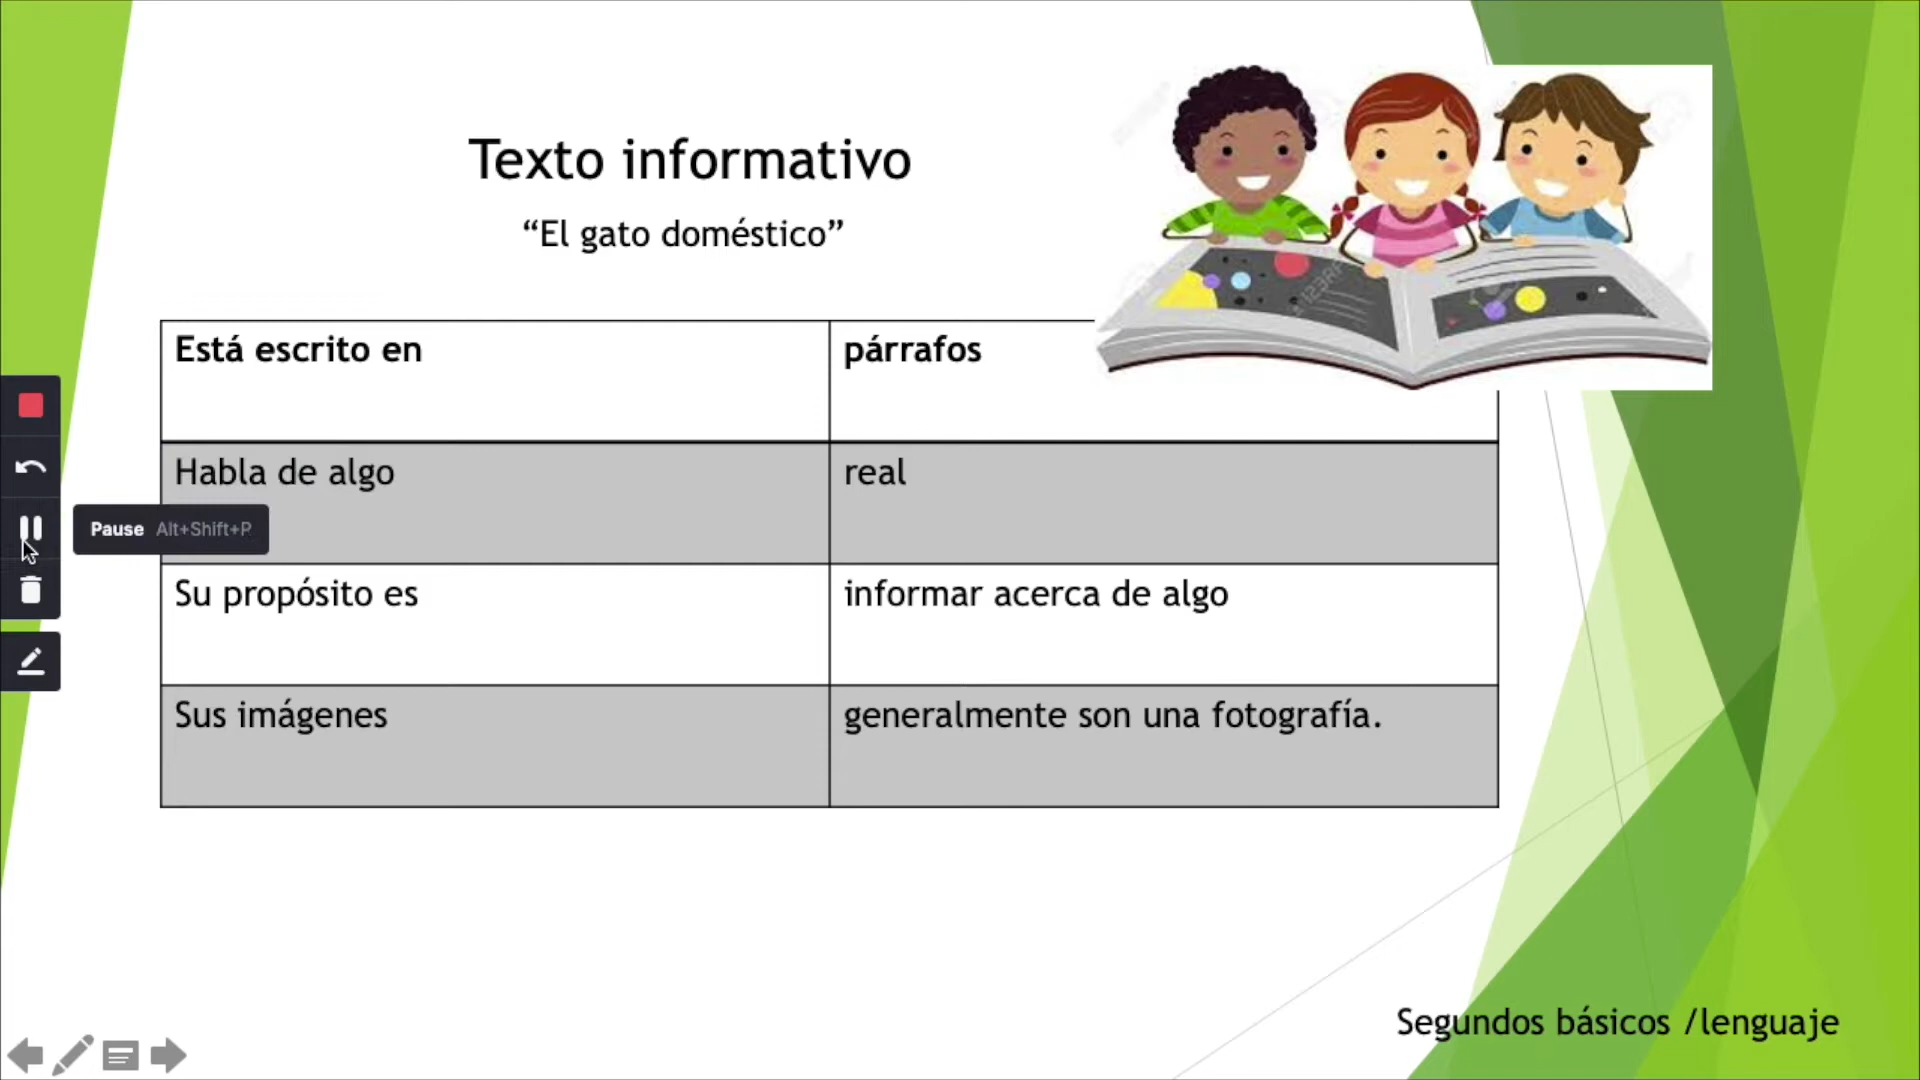 Texto informativo
“El gato doméstico”
Está escrito en párrafos
Habla de algo real
Pause Alt+Shift+P
Su propósito es informar acerca de algo
Sus imágenes generalmente son una fotografía.
Segundos básicos /lenguaje